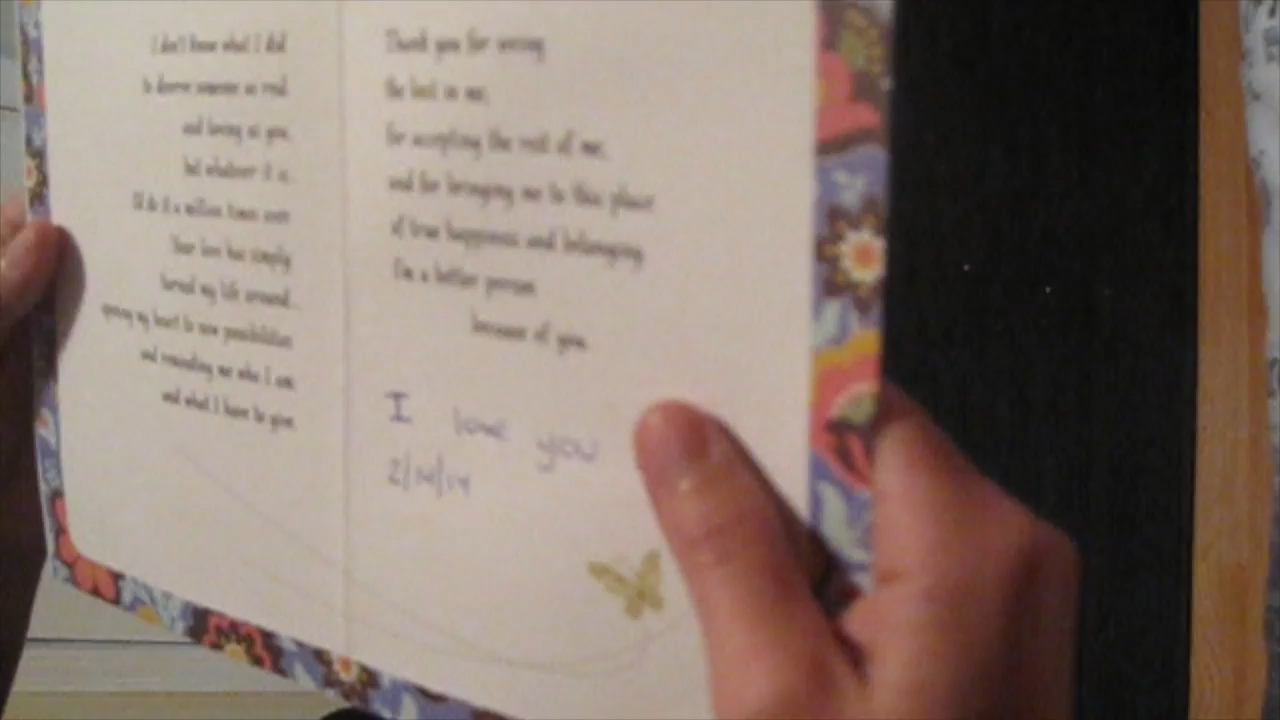 I don't know what I did
to deserve someone as real
and loving as you,
but whatever it is,
I'd do it a million times over
Your love has simply
turned my life around...
opening my heart to new possibilities
and reminding me who I am
and what I have to give.
Thank you for seeing
the best in me,
for accepting the rest of me,
and for bringing me to this place
of true happiness and belonging.
I'm a better person
because of you.
I love you
2/14/14